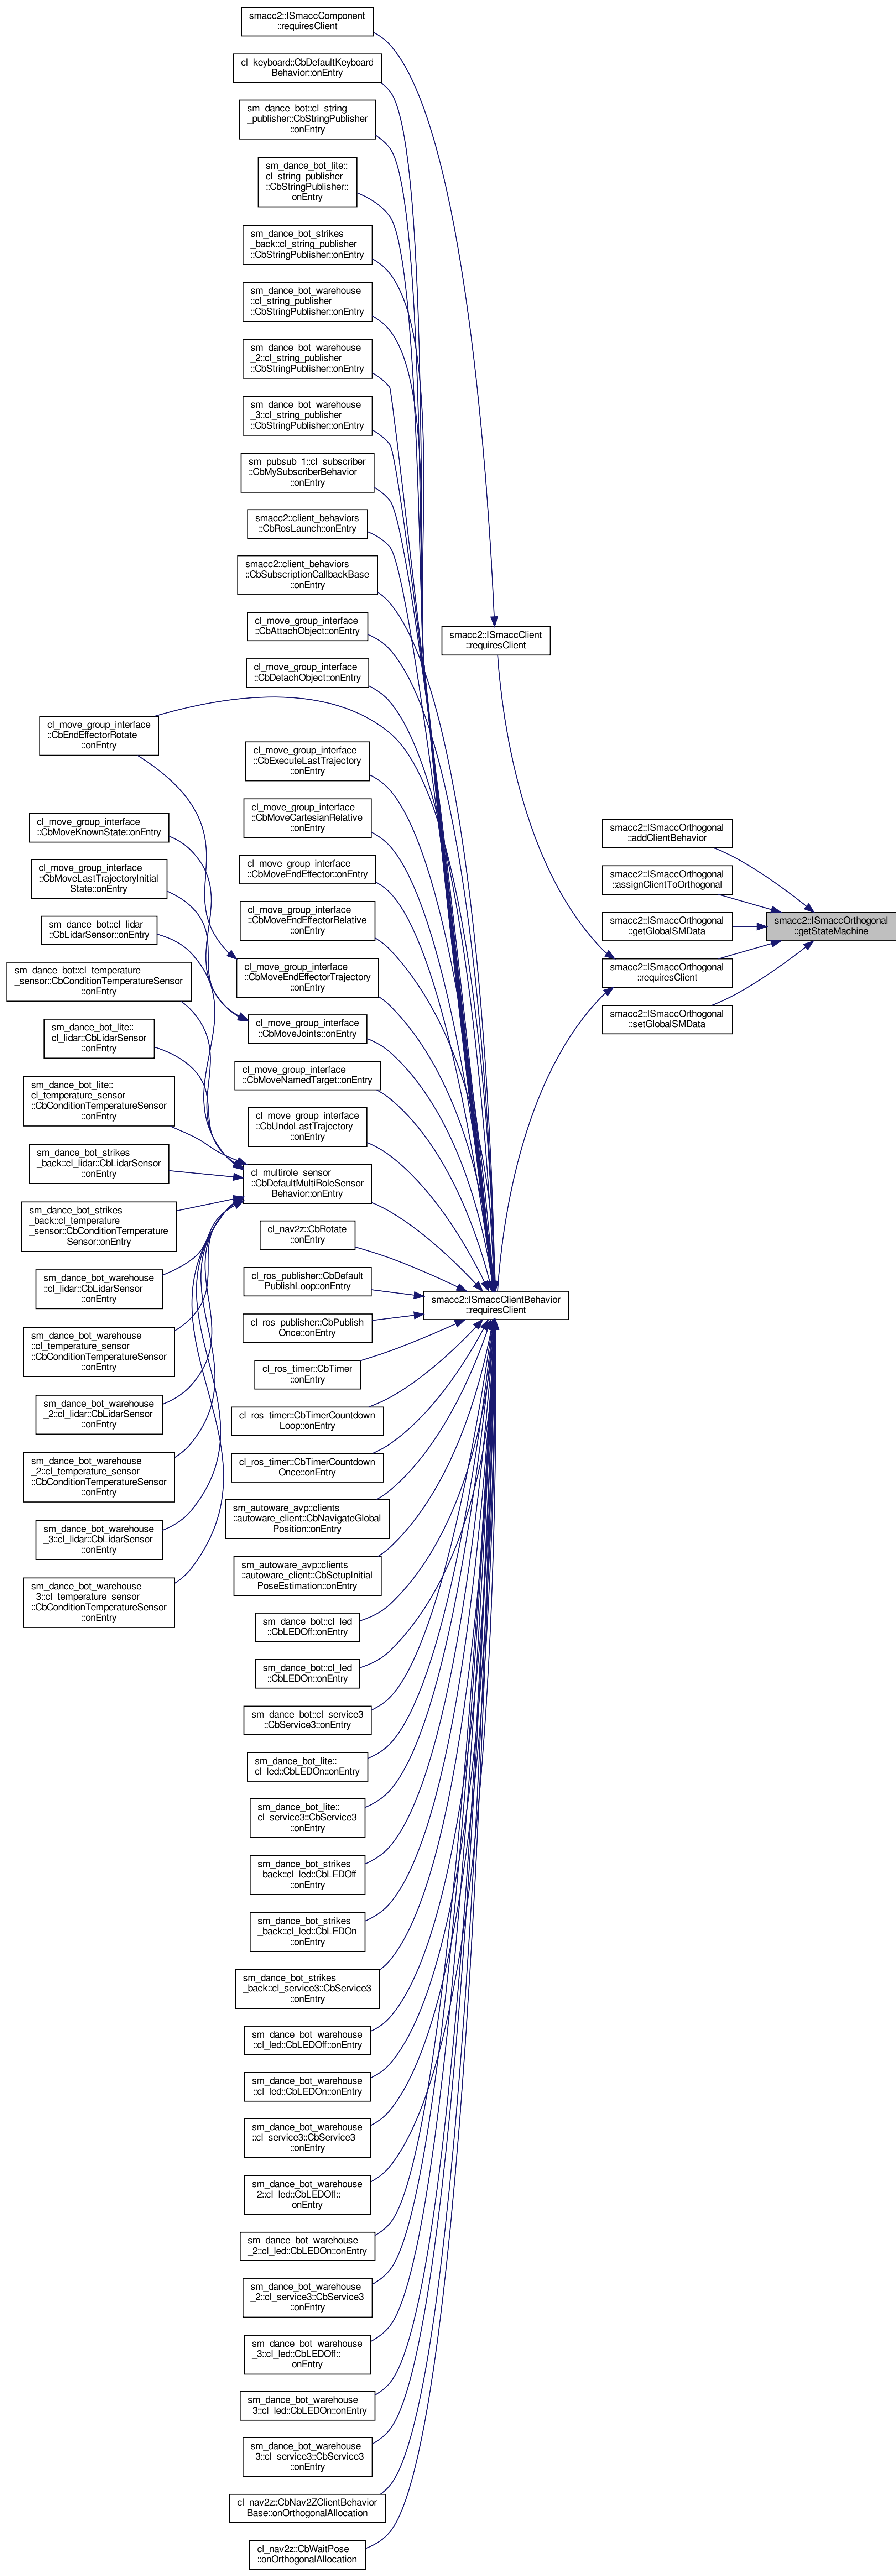 smacc2::ISmaccComponent
::requiresClient
cl_keyboard::CbDefaultKeyboard
Behavior::onEntry
sm_dance_bot::cl_string
_publisher::CbStringPublisher
::onEntry
sm_dance_bot_lite::
cl_string_publisher
::CbStringPublisher::
onEntry
sm_dance_bot_strikes
_back::cl_string_publisher
::CbStringPublisher::onEntry
sm_dance_bot_warehouse
::cl_string_publisher
::CbStringPublisher::onEntry
sm_dance_bot_warehouse
_2::cl_string_publisher
::CbStringPublisher::onEntry
sm_dance_bot_warehouse
_3::cl_string_publisher
::CbStringPublisher::onEntry
sm_pubsub_1::cl_subscriber
::CbMySubscriberBehavior
::onEntry
smacc2::client_behaviors
::CbRosLaunch::onEntry
smacc2::client_behaviors
::CbSubscriptionCallbackBase
::onEntry
cl_move_group_interface
::CbAttachObject::onEntry
smacc2::ISmaccClient
::requiresClient
cl_move_group_interface
::CbDetachObject::onEntry
cl_move_group_interface
::CbEndEffectorRotate
::onEntry
cl_move_group_interface
::CbExecuteLastTrajectory
::onEntry
cl_move_group_interface
::CbMoveCartesianRelative
::onEntry
cl_move_group_interface
::CbMoveKnownState::onEntry
smacc2::ISmaccOrthogonal
::addClientBehavior
cl_move_group_interface
::CbMoveEndEffector::onEntry
cl_move_group_interface
::CbMoveLastTrajectoryInitial
State::onEntry
smacc2::ISmaccOrthogonal
::assignClientToOrthogonal
cl_move_group_interface
::CbMoveEndEffectorRelative
::onEntry
sm_dance_bot::cl_lidar
::CbLidarSensor::onEntry
smacc2::ISmaccOrthogonal
::getGlobalSMData
smacc2::ISmaccOrthogonal
::getStateMachine
cl_move_group_interface
::CbMoveEndEffectorTrajectory
::onEntry
sm_dance_bot::cl_temperature
_sensor::CbConditionTemperatureSensor
::onEntry
smacc2::ISmaccOrthogonal
::requiresClient
smacc2::ISmaccOrthogonal
::setGlobalSMData
cl_move_group_interface
::CbMoveJoints::onEntry
sm_dance_bot_lite::
cl_lidar::CbLidarSensor
::onEntry
cl_move_group_interface
::CbMoveNamedTarget::onEntry
sm_dance_bot_lite::
cl_temperature_sensor
::CbConditionTemperatureSensor
::onEntry
cl_move_group_interface
::CbUndoLastTrajectory
::onEntry
sm_dance_bot_strikes
_back::cl_lidar::CbLidarSensor
::onEntry
cl_multirole_sensor
::CbDefaultMultiRoleSensor
Behavior::onEntry
sm_dance_bot_strikes
_back::cl_temperature
_sensor::CbConditionTemperature
Sensor::onEntry
cl_nav2z::CbRotate
::onEntry
sm_dance_bot_warehouse
::cl_lidar::CbLidarSensor
::onEntry
cl_ros_publisher::CbDefault
PublishLoop::onEntry
smacc2::ISmaccClientBehavior
::requiresClient
cl_ros_publisher::CbPublish
Once::onEntry
sm_dance_bot_warehouse
::cl_temperature_sensor
::CbConditionTemperatureSensor
::onEntry
cl_ros_timer::CbTimer
::onEntry
sm_dance_bot_warehouse
_2::cl_lidar::CbLidarSensor
::onEntry
cl_ros_timer::CbTimerCountdown
Loop::onEntry
cl_ros_timer::CbTimerCountdown
Once::onEntry
sm_dance_bot_warehouse
_2::cl_temperature_sensor
::CbConditionTemperatureSensor
::onEntry
sm_autoware_avp::clients
::autoware_client::CbNavigateGlobal
Position::onEntry
sm_dance_bot_warehouse
_3::cl_lidar::CbLidarSensor
::onEntry
sm_autoware_avp::clients
::autoware_client::CbSetupInitial
PoseEstimation::onEntry
sm_dance_bot_warehouse
_3::cl_temperature_sensor
::CbConditionTemperatureSensor
::onEntry
sm_dance_bot::cl_led
::CbLEDOff::onEntry
sm_dance_bot::cl_led
::CbLEDOn::onEntry
sm_dance_bot::cl_service3
::CbService3::onEntry
sm_dance_bot_lite::
cl_led::CbLEDOn::onEntry
sm_dance_bot_lite::
cl_service3::CbService3
::onEntry
sm_dance_bot_strikes
_back::cl_led::CbLEDOff
::onEntry
sm_dance_bot_strikes
_back::cl_led::CbLEDOn
::onEntry
sm_dance_bot_strikes
_back::cl_service3::CbService3
::onEntry
sm_dance_bot_warehouse
::cl_led::CbLEDOff::onEntry
sm_dance_bot_warehouse
::cl_led::CbLEDOn::onEntry
sm_dance_bot_warehouse
::cl_service3::CbService3
::onEntry
sm_dance_bot_warehouse
_2::cl_led::CbLEDOff::
onEntry
sm_dance_bot_warehouse
_2::cl_led::CbLEDOn::onEntry
sm_dance_bot_warehouse
_2::cl_service3::CbService3
::onEntry
sm_dance_bot_warehouse
_3::cl_led::CbLEDOff::
onEntry
sm_dance_bot_warehouse
_3::cl_led::CbLEDOn::onEntry
sm_dance_bot_warehouse
_3::cl_service3::CbService3
::onEntry
cl_nav2z::CbNav2ZClientBehavior
Base::onOrthogonalAllocation
cl_nav2z::CbWaitPose
::onOrthogonalAllocation